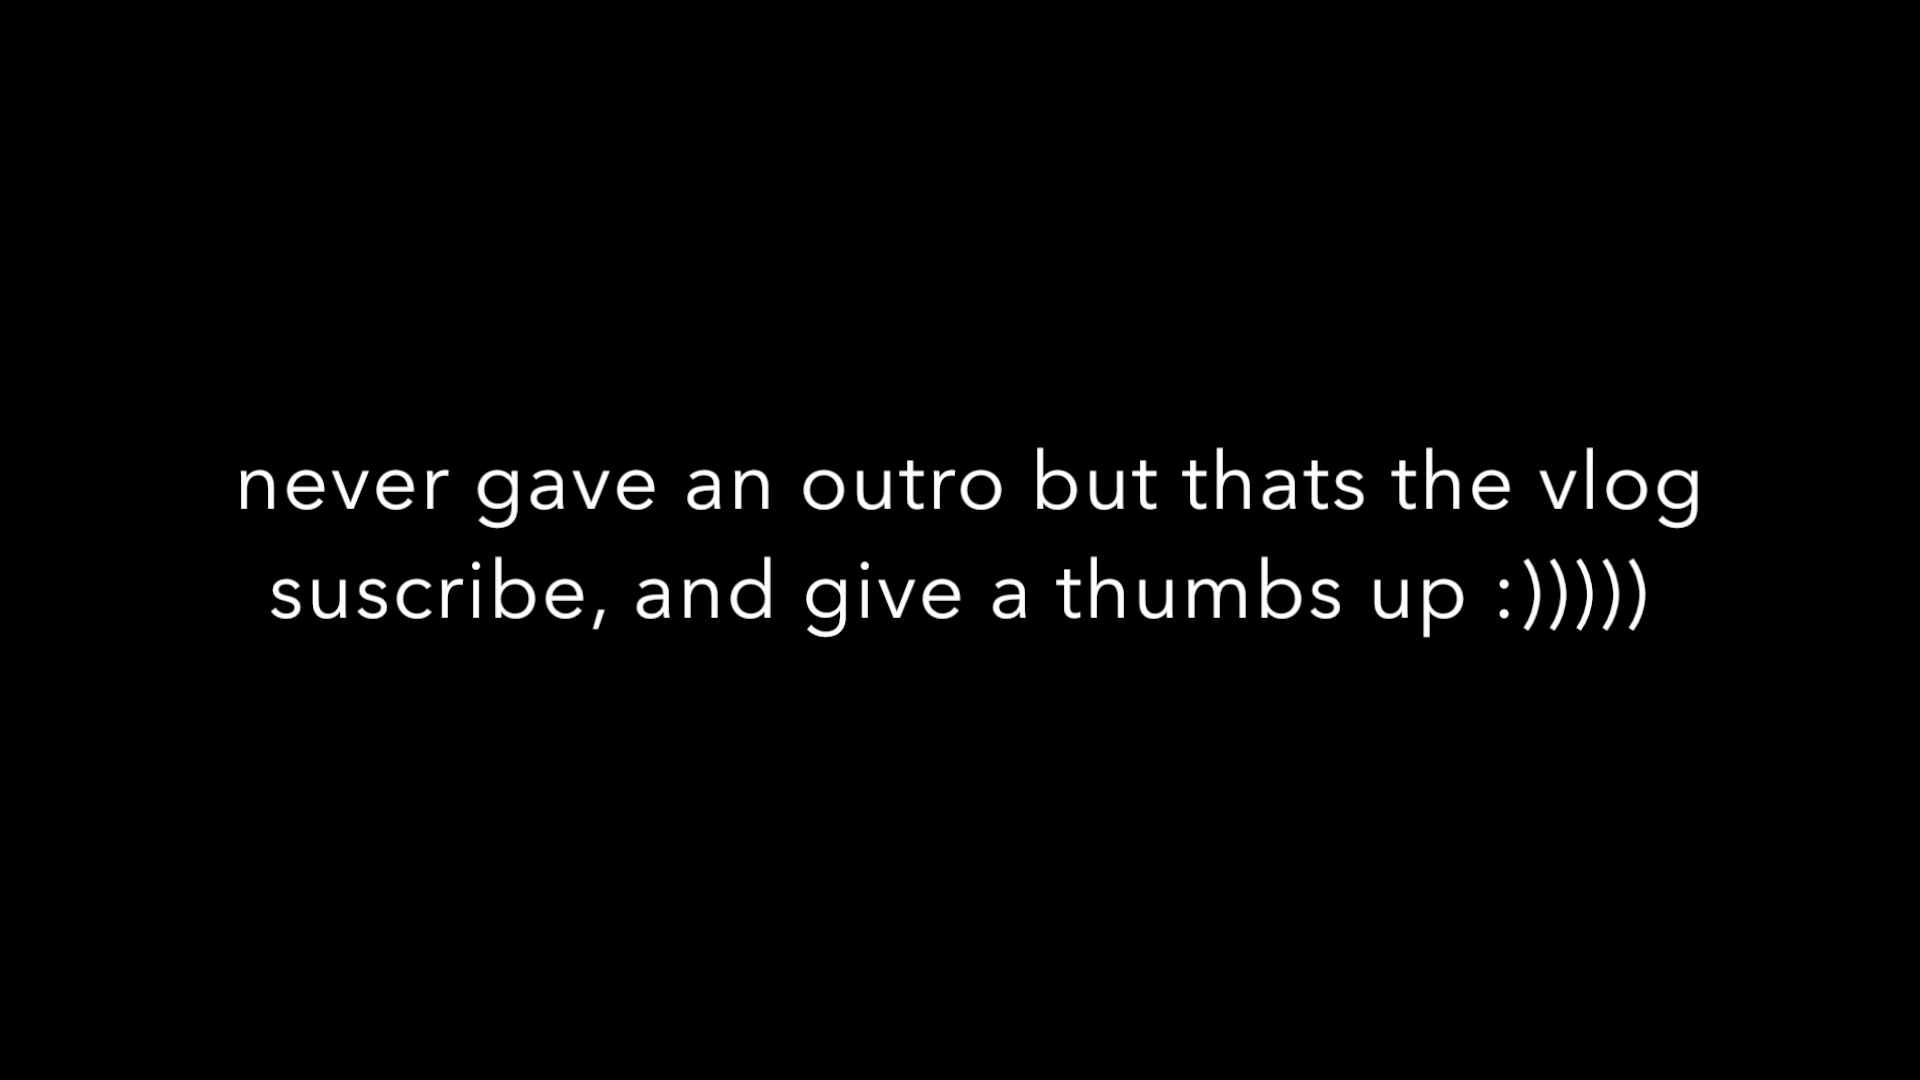 never gave an outro but thats the vlog
suscribe, and give a thumbs up :)))))